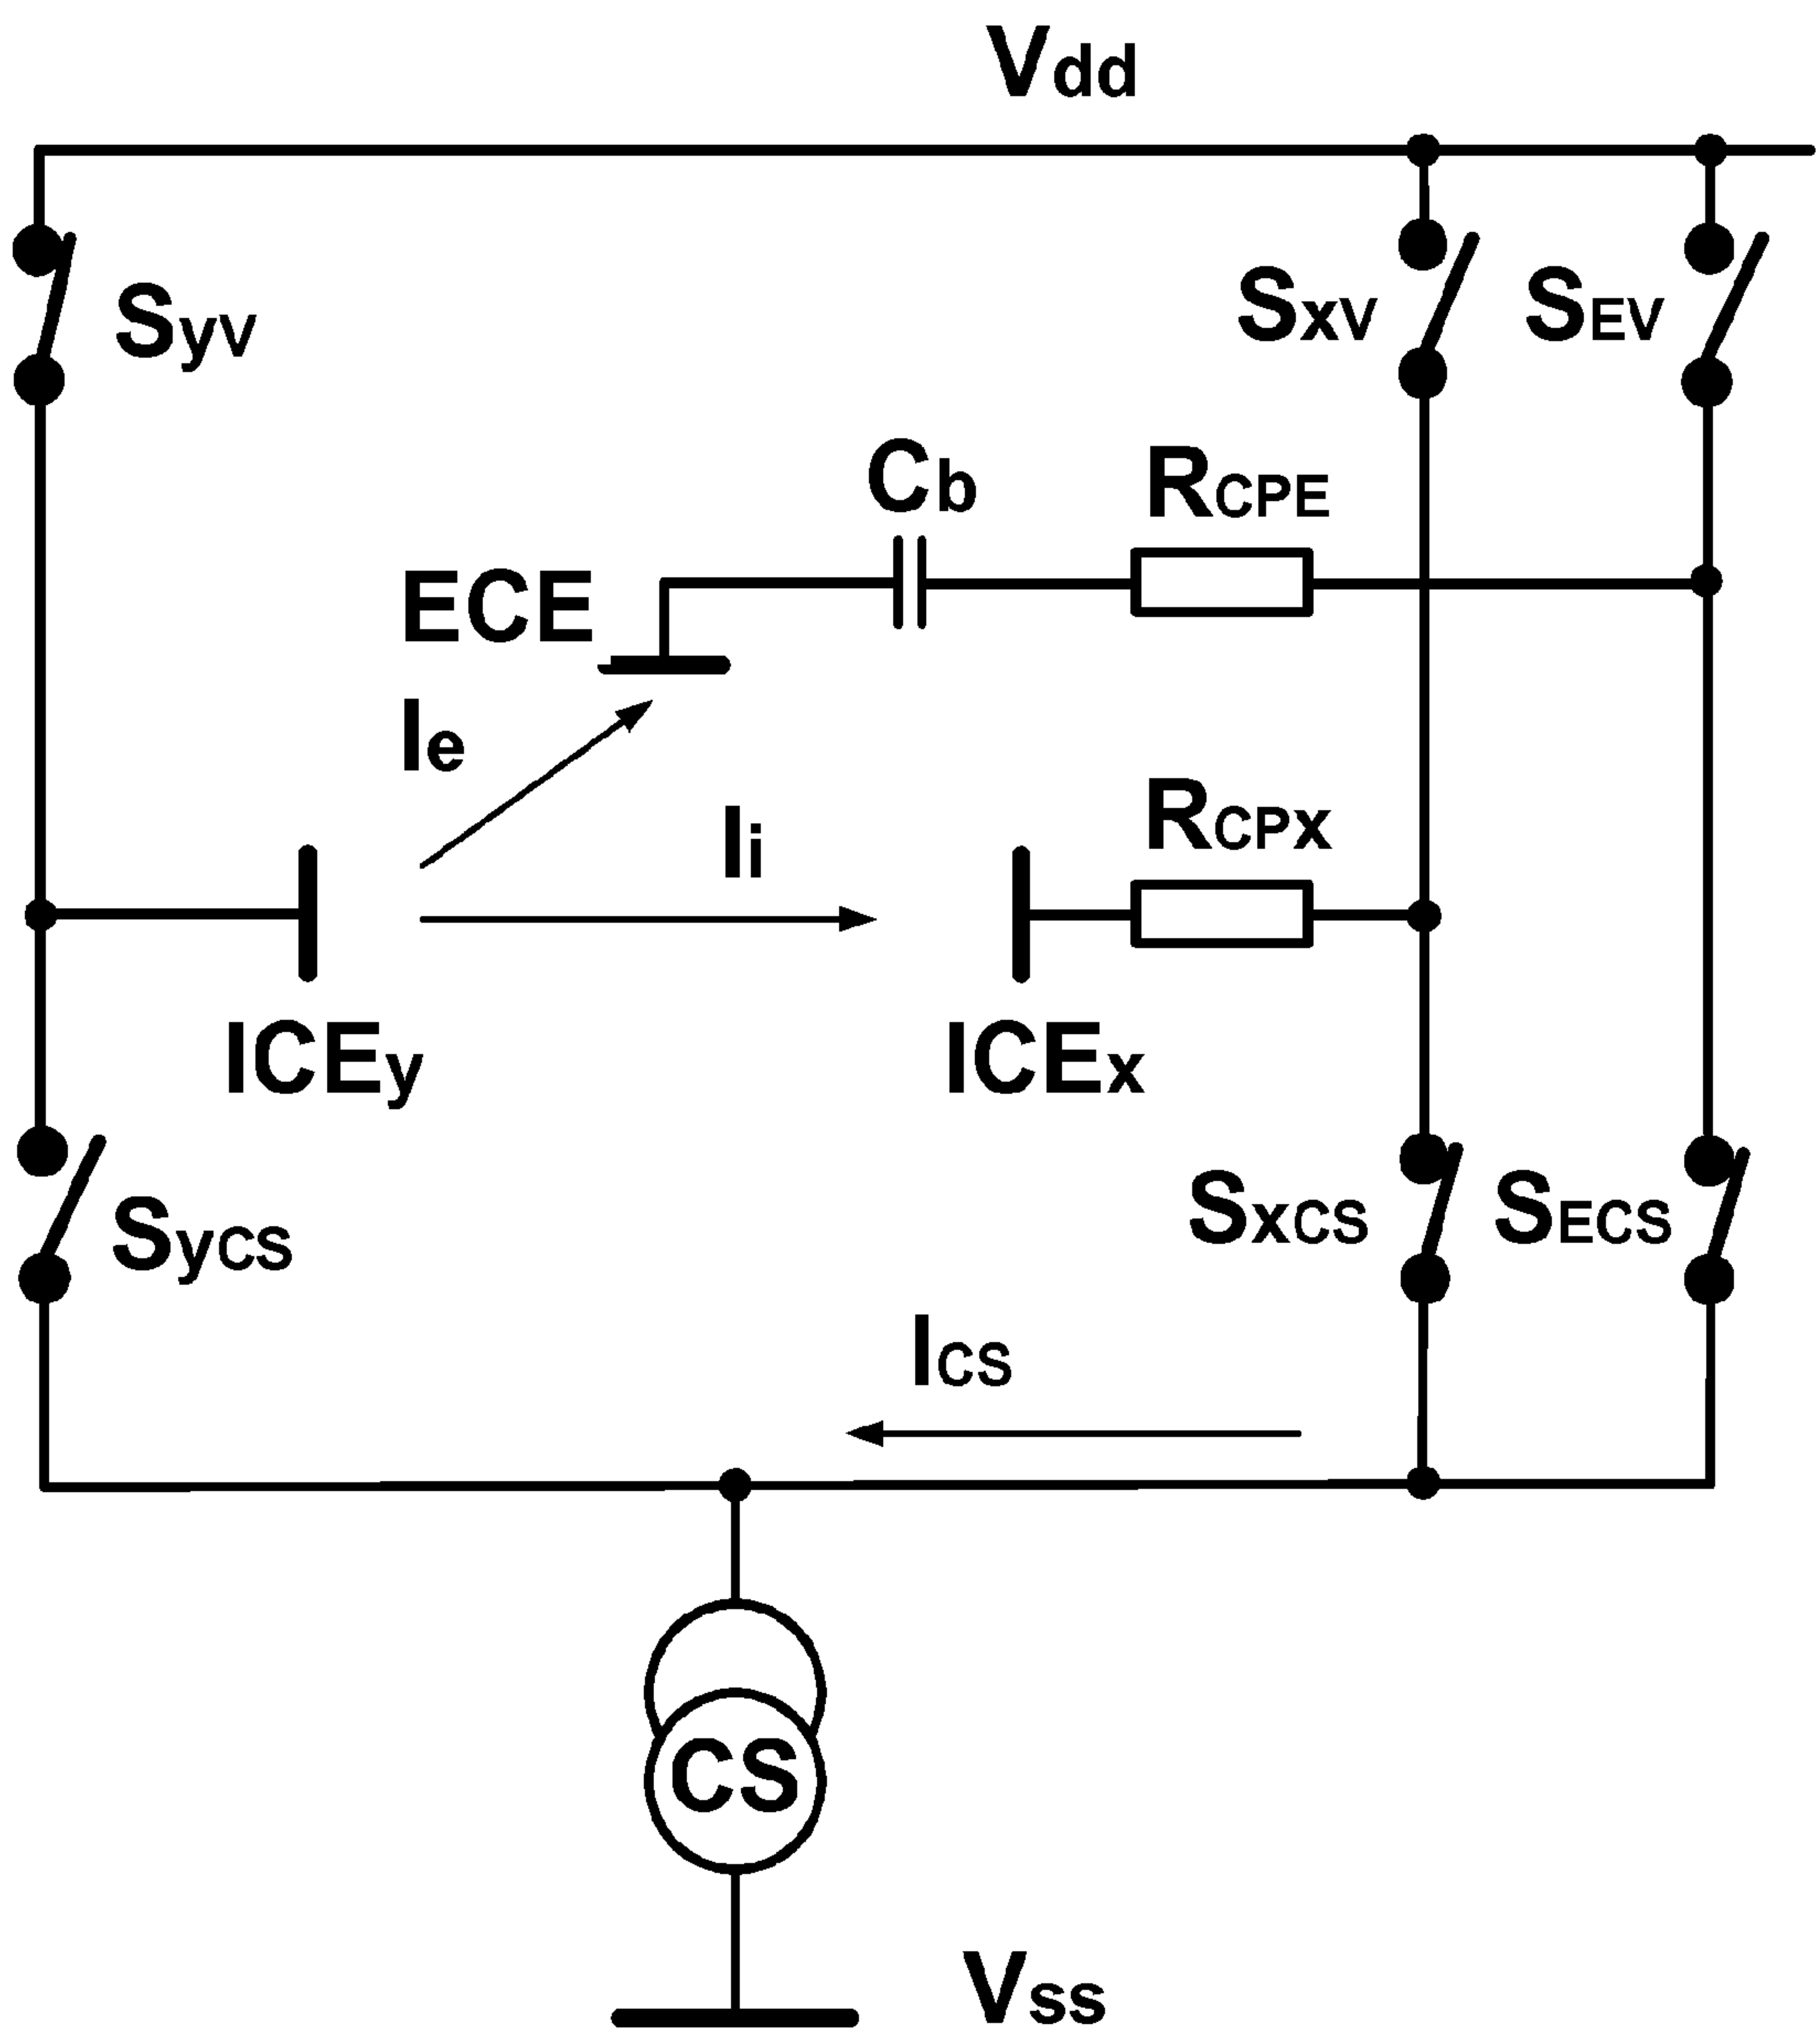 Vdd
SyV
SxV
SEV
Cb
RCPE
ECE
Ie
Ii
RCPx
ICEy
ICEx
SyCS
SxCS
SECS
ICS
CS
Vss